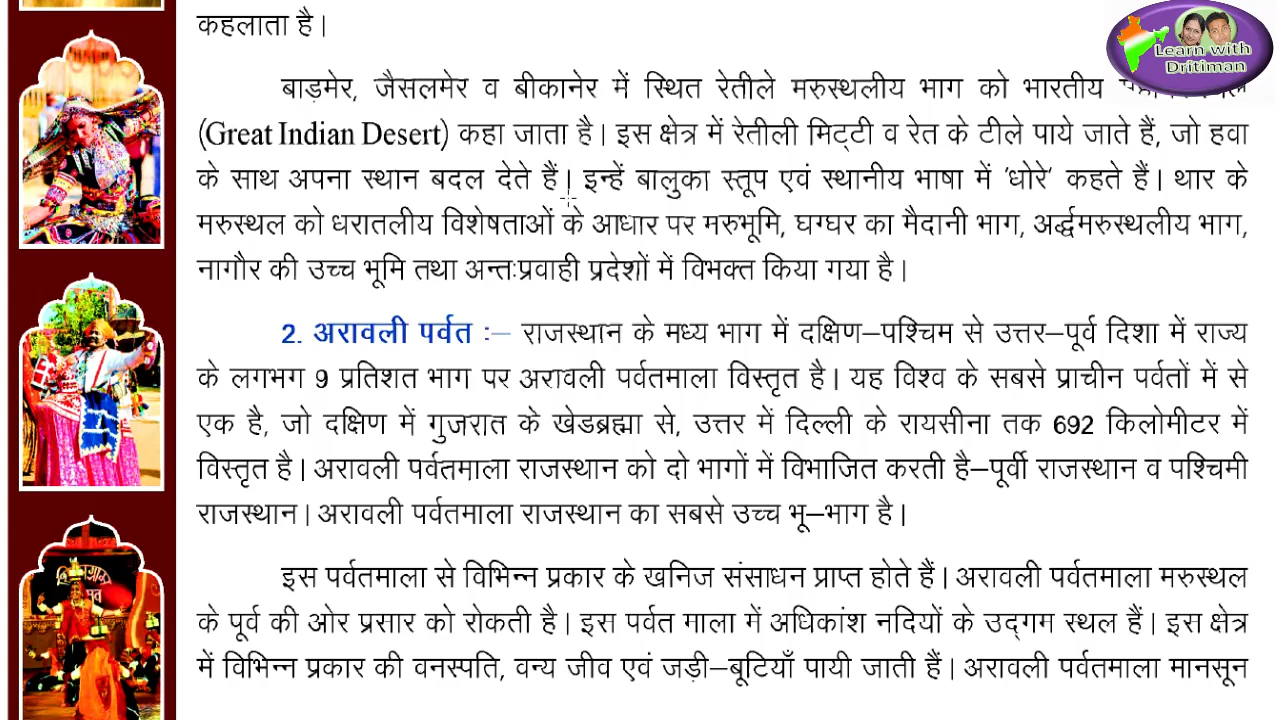 कहलाता है।
Learn with
Dritiman
बाड़मेर, जैसलमेर व बीकानेर में स्थित रेतीले मरुस्थलीय भाग को भारतीय
(Great Indian Desert) कहा जाता है। इस क्षेत्र में रेतीली मिट्टी व रेत के टीले पाये जाते हैं, जो हवा
के साथ अपना स्थान बदल देते हैं। इन्हें बालुका स्तूप एवं स्थानीय भाषा में ‘धोरे’ कहते हैं। थार के
मरुस्थल को धरातलीय विशेषताओं के आधार पर मरुभूमि, घग्घर का मैदानी भाग, अर्द्धमरुस्थलीय भाग,
नागौर की उच्च भूमि तथा अन्तःप्रवाही प्रदेशों में विभक्त किया गया है।
2. अरावली पर्वत :– राजस्थान के मध्य भाग में दक्षिण–पश्चिम से उत्तर–पूर्व दिशा में राज्य
के लगभग 9 प्रतिशत भाग पर अरावली पर्वतमाला विस्तृत है। यह विश्व के सबसे प्राचीन पर्वतों में से
एक है, जो दक्षिण में गुजरात के खेडब्रह्मा से, उत्तर में दिल्ली के रायसीना तक 692 किलोमीटर में
विस्तृत है। अरावली पर्वतमाला राजस्थान को दो भागों में विभाजित करती है–पूर्वी राजस्थान व पश्चिमी
राजस्थान। अरावली पर्वतमाला राजस्थान का सबसे उच्च भू–भाग है।
इस पर्वतमाला से विभिन्न प्रकार के खनिज संसाधन प्राप्त होते हैं। अरावली पर्वतमाला मरुस्थल
के पूर्व की ओर प्रसार को रोकती है। इस पर्वत माला में अधिकांश नदियों के उद्गम स्थल हैं। इस क्षेत्र
में विभिन्न प्रकार की वनस्पति, वन्य जीव एवं जड़ी–बूटियाँ पायी जाती हैं। अरावली पर्वतमाला मानसून